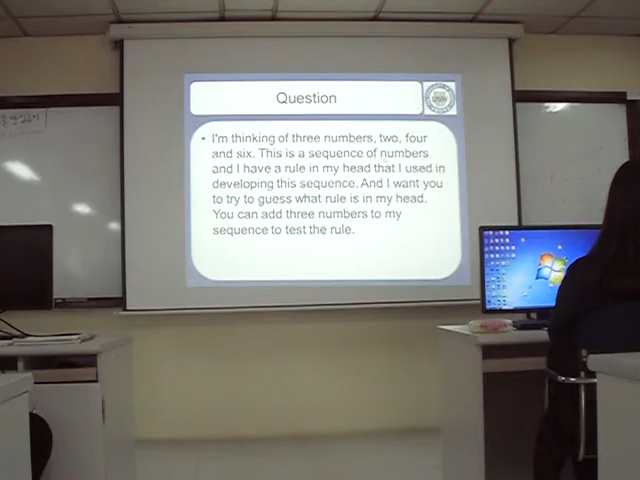 Question
• I'm thinking of three numbers, two, four
and six. This is a sequence of numbers
and I have a rule in my head that I used in
developing this sequence. And I want you
to try to guess what rule is in my head.
You can add three numbers to my
sequence to test the rule.